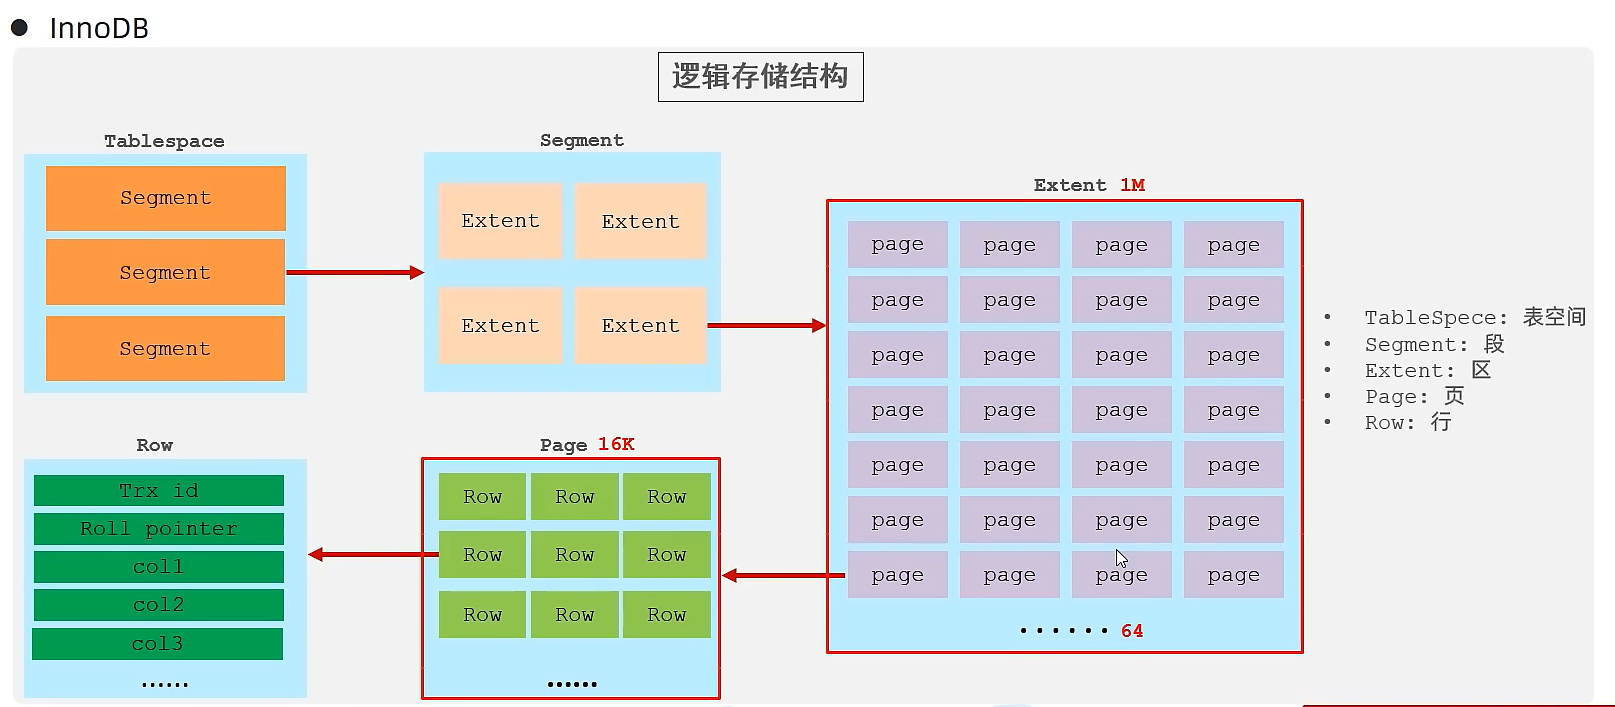 ● InnoDB
逻辑存储结构
Tablespace
Segment
Segment
Segment
Segment
Extent Extent
Extent Extent
Extent 1M
page page page page
page page page page
page page page page
page page page page
page page page page
page page page page
page page page page
······ 64
• TableSpece: 表空间
• Segment: 段
• Extent: 区
• Page: 页
• Row: 行
Row
Trx id
Roll pointer
col1
col2
col3
······
Page 16K
Row Row Row
Row Row Row
Row Row Row
······